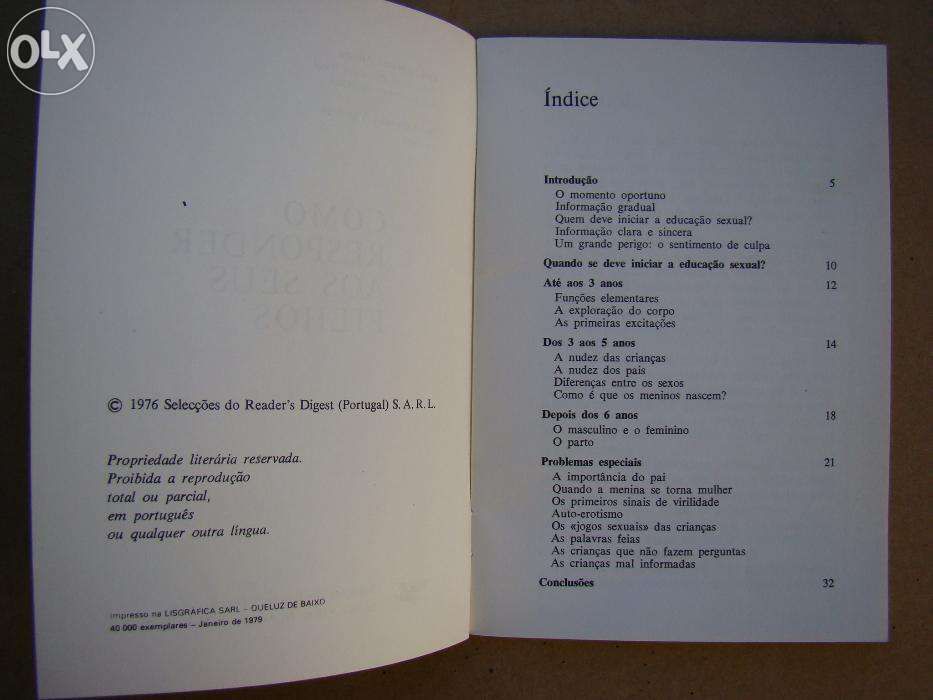 OLX
© 1976 Selecções do Reader's Digest (Portugal) S.A.R.L.
Propriedade literária reservada.
Proibida a reprodução
total ou parcial,
em português
ou qualquer outra língua.
Impresso na LISGRÁFICA SARL - QUELUZ DE BAIXO
40 000 exemplares - Janeiro de 1979
Índice
Introdução 5
O momento oportuno
Informação gradual
Quem deve iniciar a educação sexual?
Informação clara e sincera
Um grande perigo: o sentimento de culpa
Quando se deve iniciar a educação sexual? 10
Até aos 3 anos 12
Funções elementares
A exploração do corpo
As primeiras excitações
Dos 3 aos 5 anos 14
A nudez das crianças
A nudez dos pais
Diferenças entre os sexos
Como é que os meninos nascem?
Depois dos 6 anos 18
O masculino e o feminino
O parto
Problemas especiais 21
A importância do pai
Quando a menina se torna mulher
Os primeiros sinais de virilidade
Auto-erotismo
Os «jogos sexuais» das crianças
As palavras feias
As crianças que não fazem perguntas
As crianças mal informadas
Conclusões 32